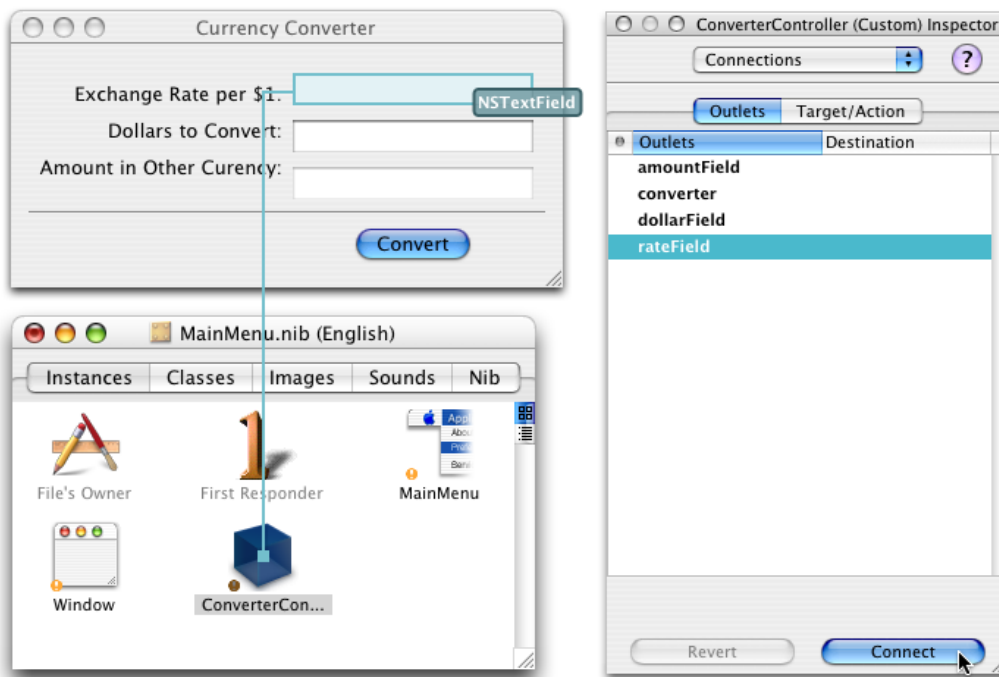 Currency Converter
Exchange Rate per $1:
NSTextField
Dollars to Convert:
Amount in Other Curency:
Convert
MainMenu.nib (English)
Instances Classes Images Sounds Nib
File's Owner First Responder MainMenu
Window ConverterCon...
ConverterController (Custom) Inspector
Connections ?
Outlets Target/Action
Outlets Destination
amountField
converter
dollarField
rateField
Revert Connect